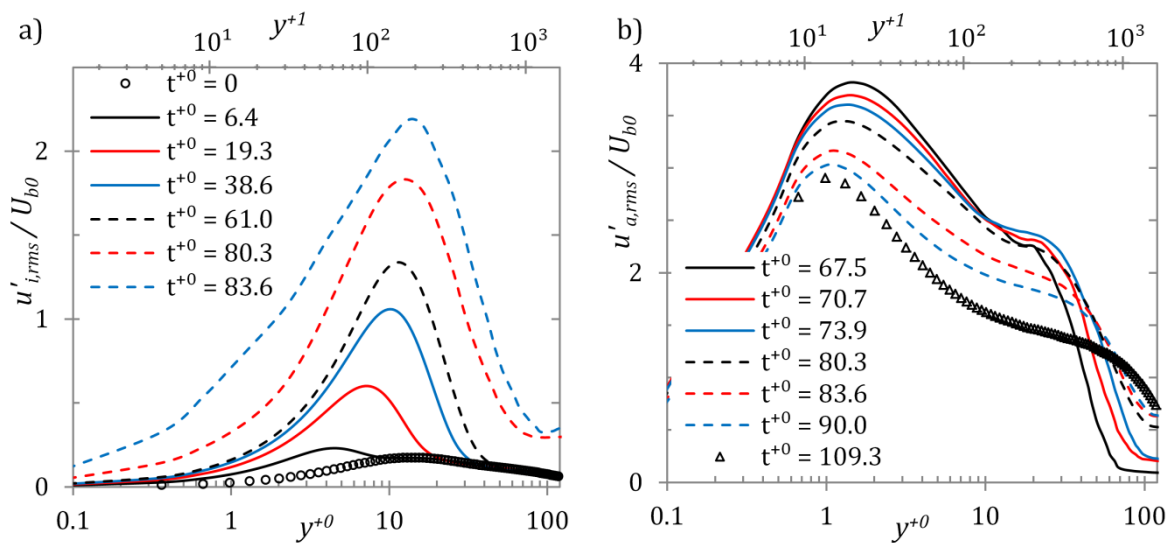 a)
y⁺¹
10¹ 10² 10³
u'i,rms / Ub0
2
1
0
t⁺⁰ = 0
t⁺⁰ = 6.4
t⁺⁰ = 19.3
t⁺⁰ = 38.6
t⁺⁰ = 61.0
t⁺⁰ = 80.3
t⁺⁰ = 83.6
0.1 1 10 100
y⁺⁰
b)
10¹ y⁺¹ 10² 10³
u'a,rms / Ub0
4
2
0
t⁺⁰ = 67.5
t⁺⁰ = 70.7
t⁺⁰ = 73.9
t⁺⁰ = 80.3
t⁺⁰ = 83.6
t⁺⁰ = 90.0
t⁺⁰ = 109.3
0.1 1 10 100
y⁺⁰